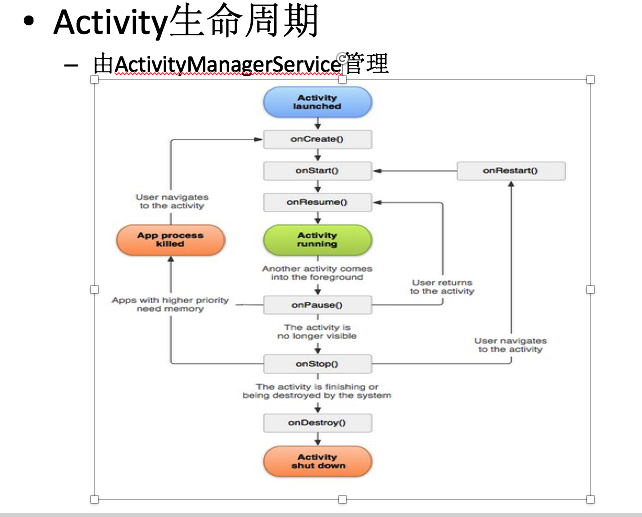 • Activity生命周期
– 由ActivityManagerService管理
Activity
launched
onCreate()
onStart()
onRestart()
onResume()
User navigates
to the activity
App process
killed
Activity
running
Another activity comes
into the foreground
User returns
to the activity
Apps with higher priority
need memory
onPause()
The activity is
no longer visible
User navigates
to the activity
onStop()
The activity is finishing or
being destroyed by the system
onDestroy()
Activity
shut down